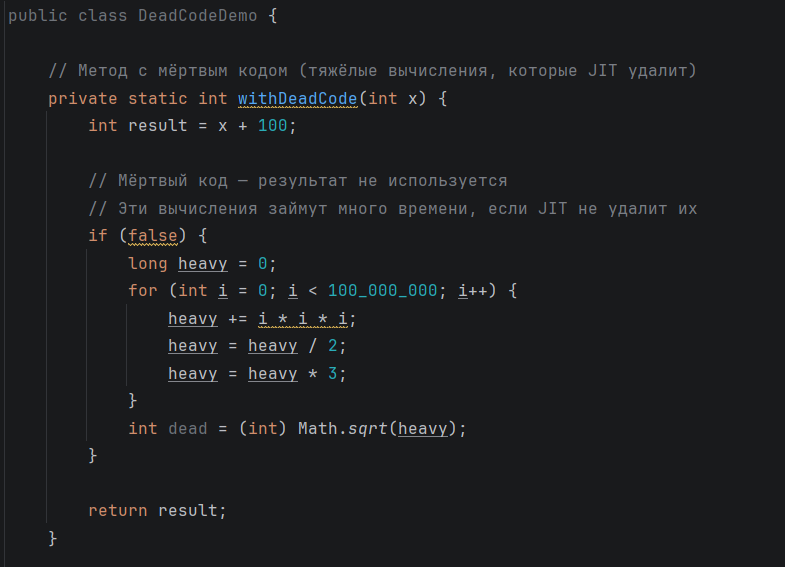 public class DeadCodeDemo {
// Метод с мёртвым кодом (тяжёлые вычисления, которые JIT удалит)
private static int withDeadCode(int x) {
int result = x + 100;
// Мёртвый код — результат не используется
// Эти вычисления займут много времени, если JIT не удалит их
if (false) {
long heavy = 0;
for (int i = 0; i < 100_000_000; i++) {
heavy += i * i * i;
heavy = heavy / 2;
heavy = heavy * 3;
}
int dead = (int) Math.sqrt(heavy);
}
return result;
}